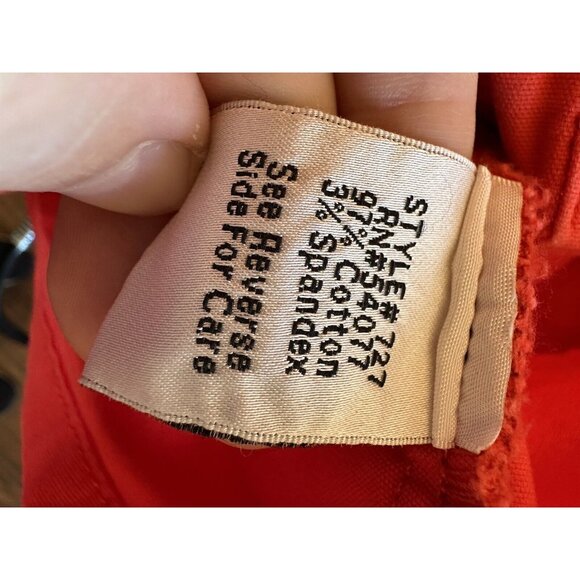 STYLE# 727
RN#54077
97% Cotton
3% Spandex
See Reverse
Side For Care